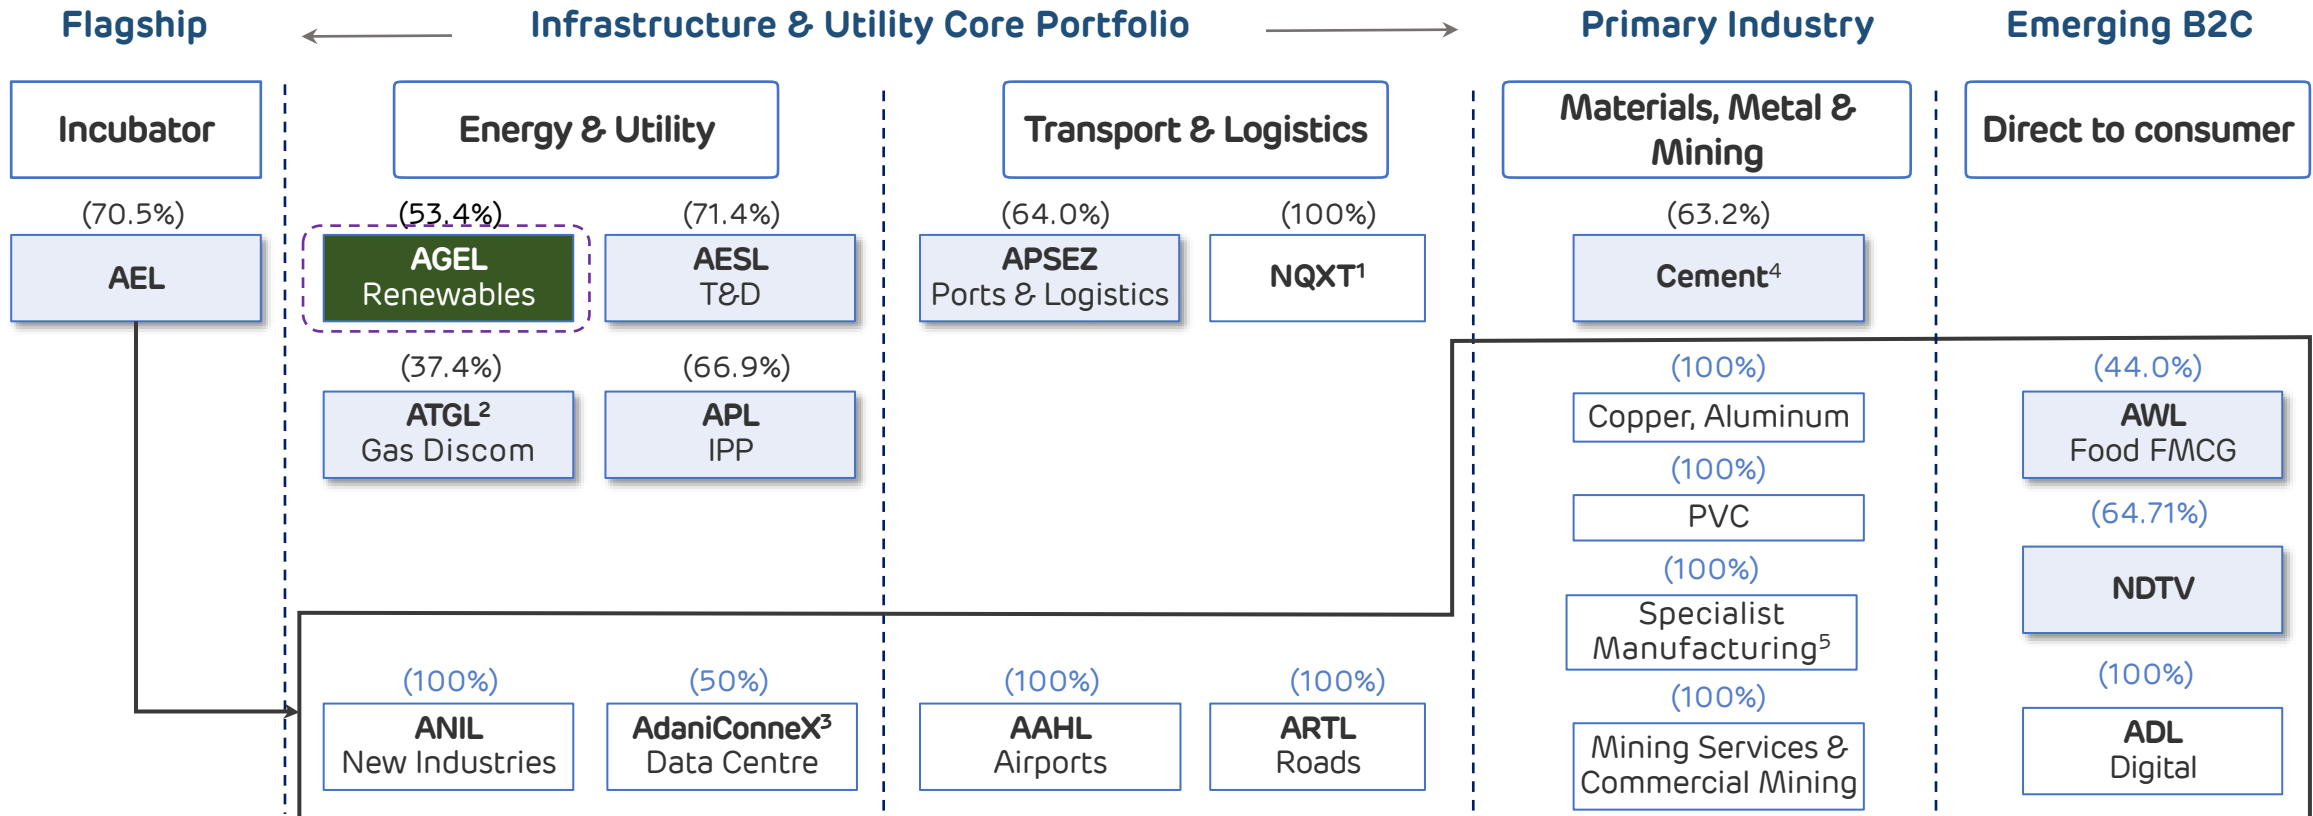 Flagship
Infrastructure & Utility Core Portfolio
Primary Industry
Emerging B2C
Incubator
Energy & Utility
Transport & Logistics
Materials, Metal &
Mining
Direct to consumer
(70.5%)
AEL
(53.4%)
AGEL
Renewables
(71.4%)
AESL
T&D
(64.0%)
APSEZ
Ports & Logistics
(100%)
NQXT¹
(63.2%)
Cement⁴
(37.4%)
ATGL²
Gas Discom
(66.9%)
APL
IPP
(100%)
Copper, Aluminum
(100%)
PVC
(100%)
Specialist
Manufacturing⁵
(100%)
Mining Services &
Commercial Mining
(44.0%)
AWL
Food FMCG
(64.71%)
NDTV
(100%)
ADL
Digital
(100%)
ANIL
New Industries
(50%)
AdaniConneX³
Data Centre
(100%)
AAHL
Airports
(100%)
ARTL
Roads